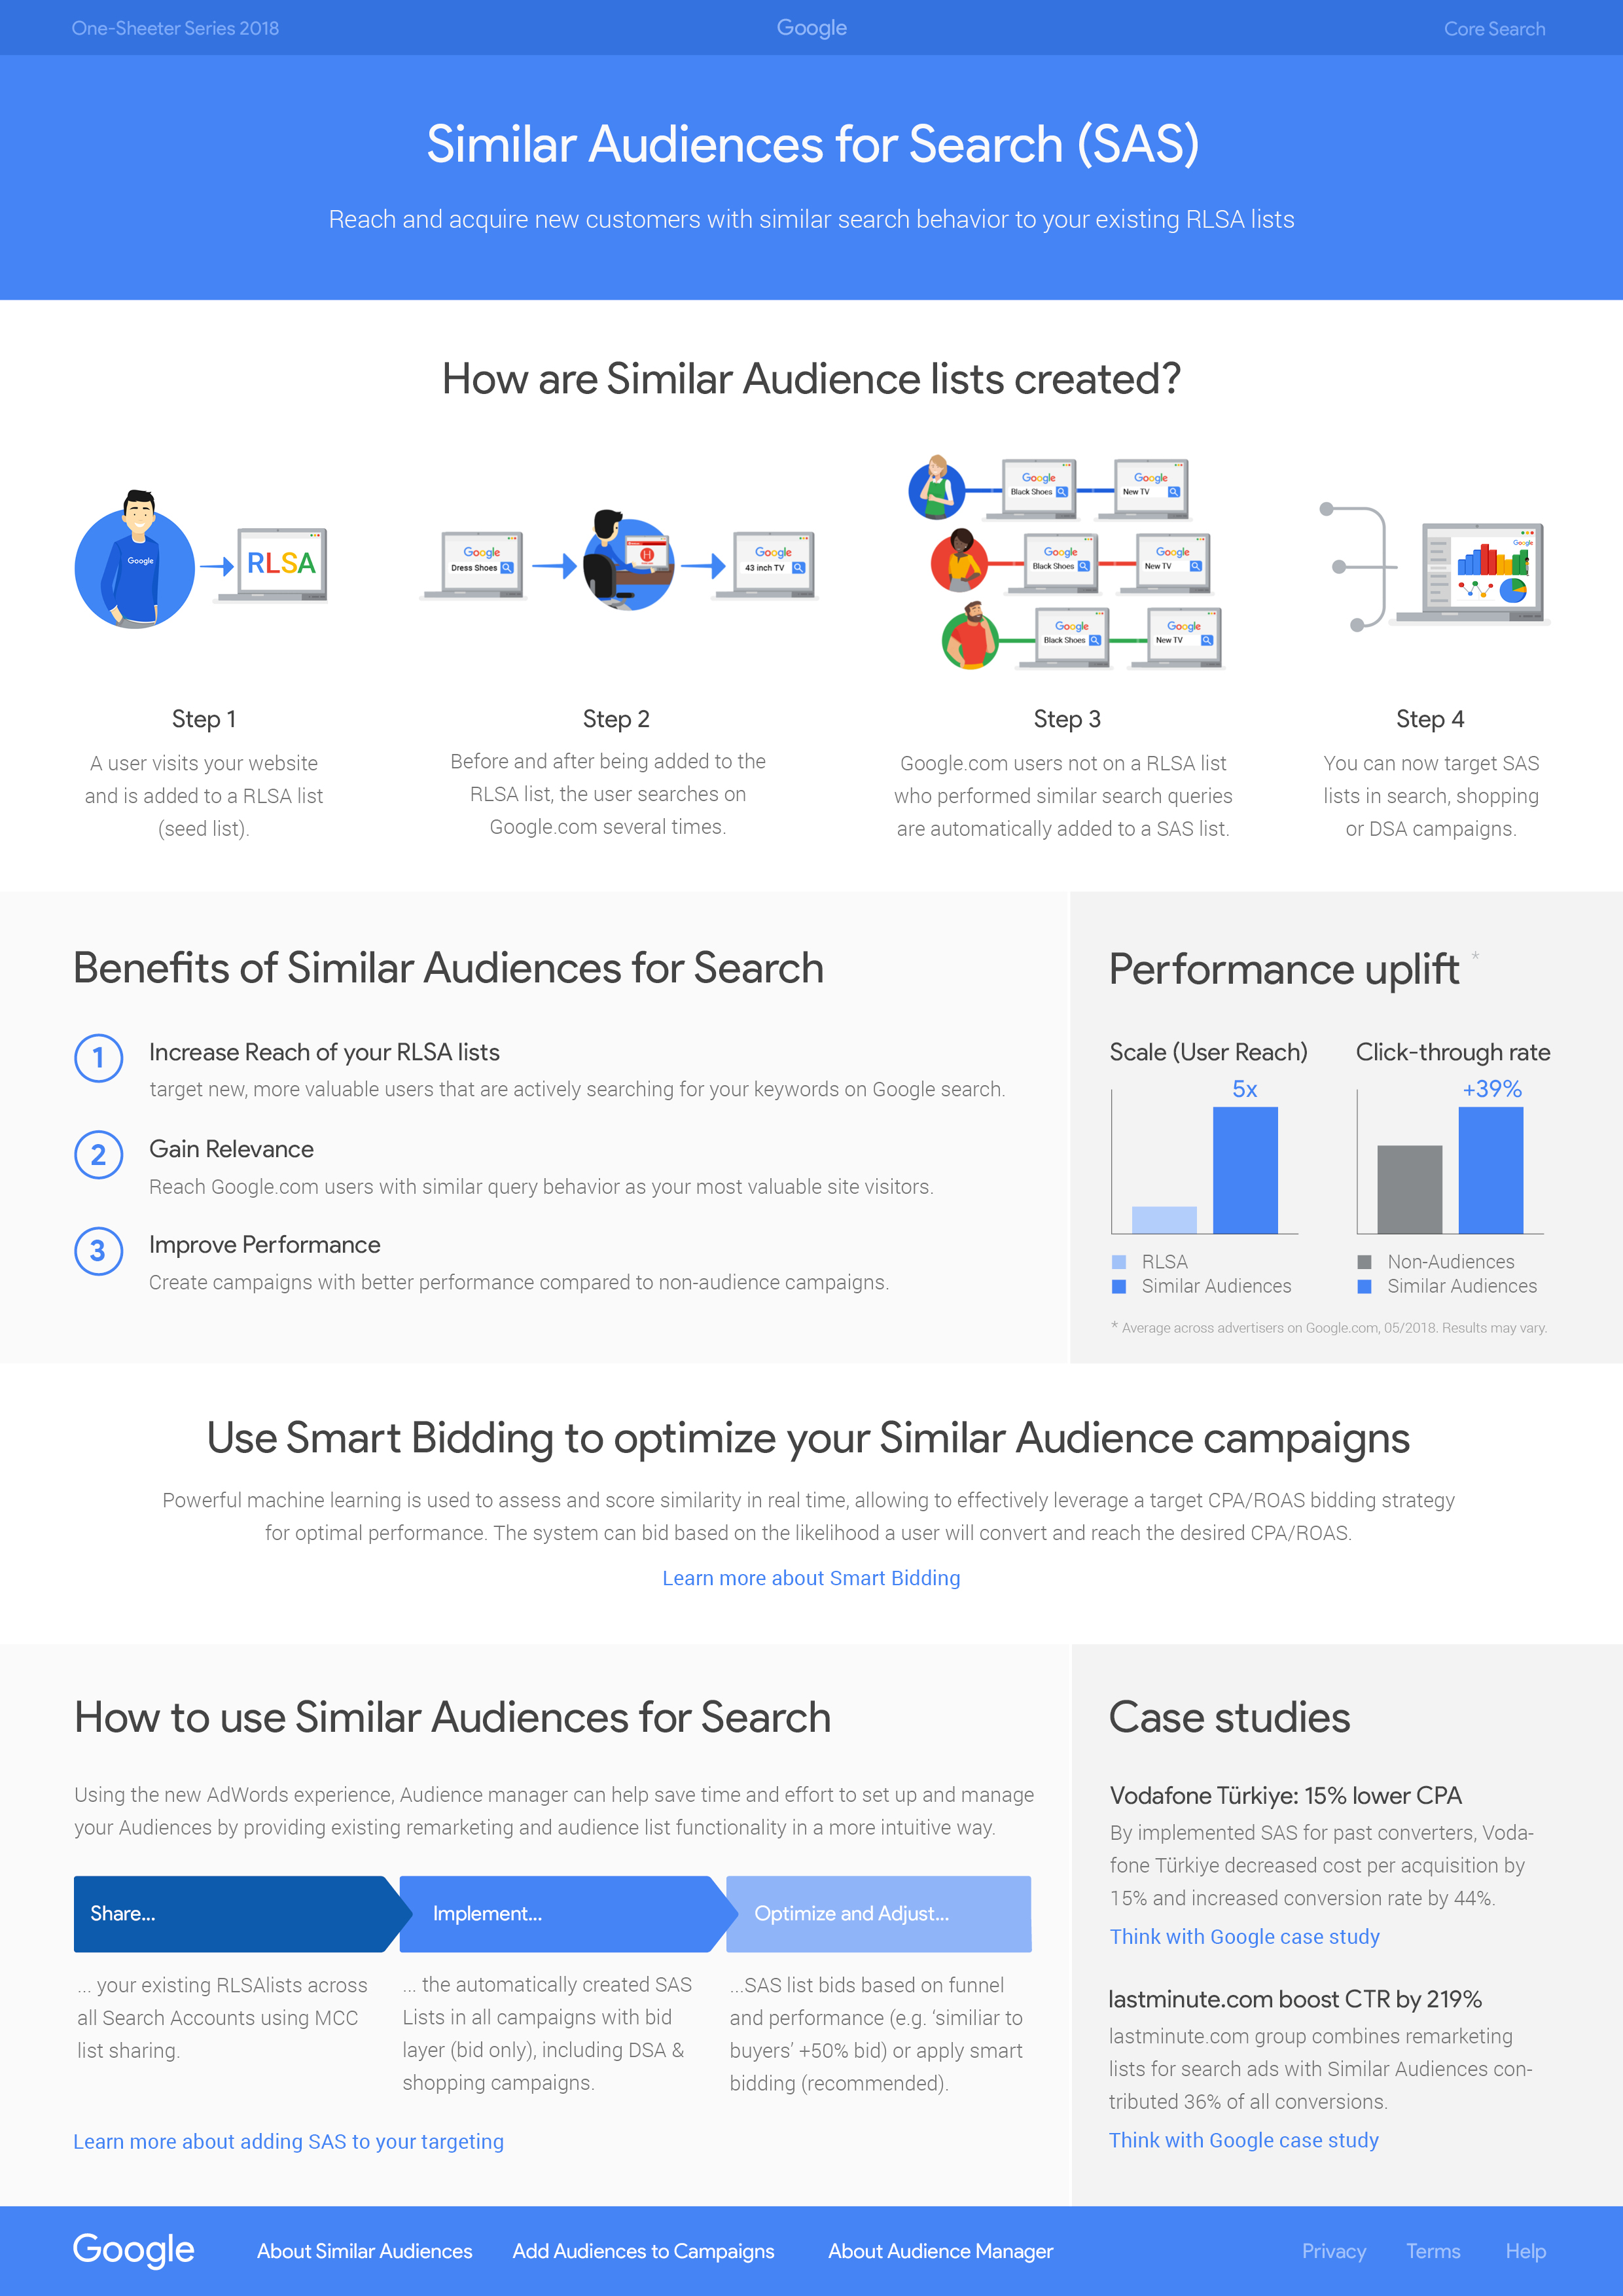 One-Sheeter Series 2018
Google
Core Search
Similar Audiences for Search (SAS)
Reach and acquire new customers with similar search behavior to your existing RLSA lists
How are Similar Audience lists created?
Google
RLSA
Google
Dress Shoes
Google
43 inch TV
Google
Black Shoes
Google
New TV
Google
Black Shoes
Google
New TV
Google
Black Shoes
Google
New TV
Google
Step 1
A user visits your website
and is added to a RLSA list
(seed list).
Step 2
Before and after being added to the
RLSA list, the user searches on
Google.com several times.
Step 3
Google.com users not on a RLSA list
who performed similar search queries
are automatically added to a SAS list.
Step 4
You can now target SAS
lists in search, shopping
or DSA campaigns.
Benefits of Similar Audiences for Search
1
Increase Reach of your RLSA lists
target new, more valuable users that are actively searching for your keywords on Google search.
2
Gain Relevance
Reach Google.com users with similar query behavior as your most valuable site visitors.
3
Improve Performance
Create campaigns with better performance compared to non-audience campaigns.
Performance uplift *
Scale (User Reach)
5x
RLSA
Similar Audiences
Click-through rate
+39%
Non-Audiences
Similar Audiences
* Average across advertisers on Google.com, 05/2018. Results may vary.
Use Smart Bidding to optimize your Similar Audience campaigns
Powerful machine learning is used to assess and score similarity in real time, allowing to effectively leverage a target CPA/ROAS bidding strategy
for optimal performance. The system can bid based on the likelihood a user will convert and reach the desired CPA/ROAS.
Learn more about Smart Bidding
How to use Similar Audiences for Search
Using the new AdWords experience, Audience manager can help save time and effort to set up and manage
your Audiences by providing existing remarketing and audience list functionality in a more intuitive way.
Share...
... your existing RLSAlists across
all Search Accounts using MCC
list sharing.
Implement...
... the automatically created SAS
Lists in all campaigns with bid
layer (bid only), including DSA &
shopping campaigns.
Optimize and Adjust...
...SAS list bids based on funnel
and performance (e.g. ‘similiar to
buyers’ +50% bid) or apply smart
bidding (recommended).
Learn more about adding SAS to your targeting
Case studies
Vodafone Türkiye: 15% lower CPA
By implemented SAS for past converters, Voda-
fone Türkiye decreased cost per acquisition by
15% and increased conversion rate by 44%.
Think with Google case study
lastminute.com boost CTR by 219%
lastminute.com group combines remarketing
lists for search ads with Similar Audiences con-
tributed 36% of all conversions.
Think with Google case study
Google
About Similar Audiences
Add Audiences to Campaigns
About Audience Manager
Privacy
Terms
Help